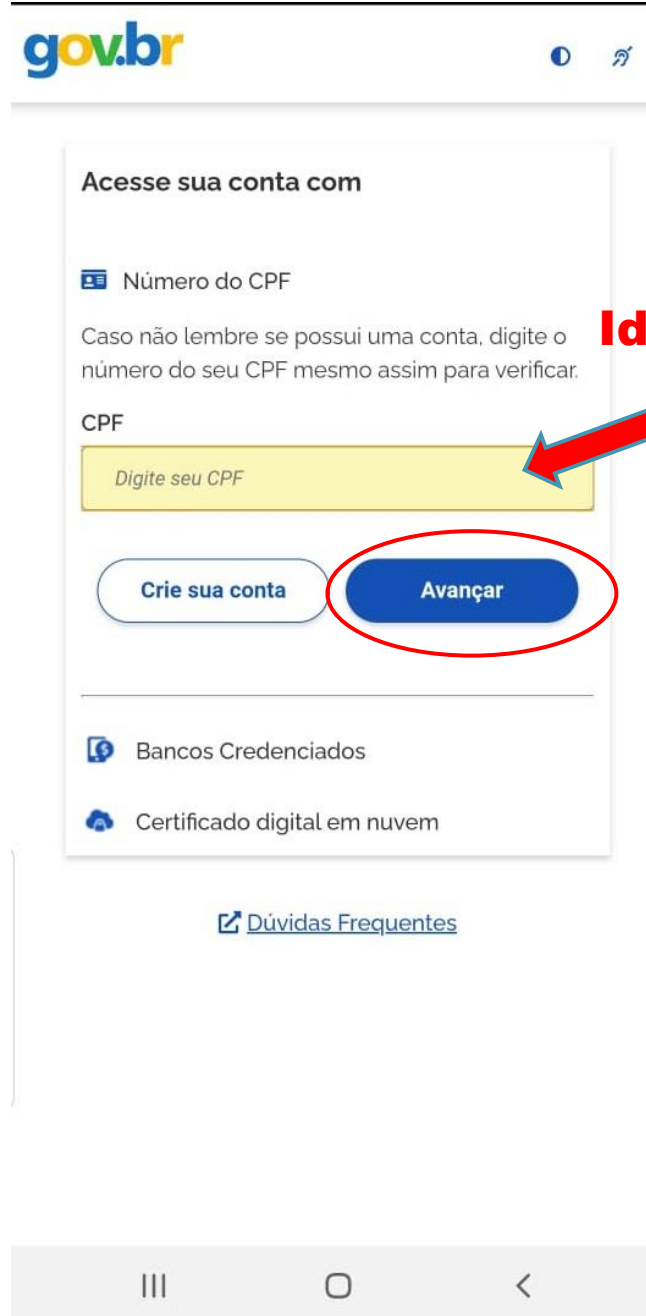 gov.br
Acesse sua conta com
Número do CPF
Caso não lembre se possui uma conta, digite o
número do seu CPF mesmo assim para verificar.
Id
CPF
Digite seu CPF
Crie sua conta
Avançar
Bancos Credenciados
Certificado digital em nuvem
Dúvidas Frequentes